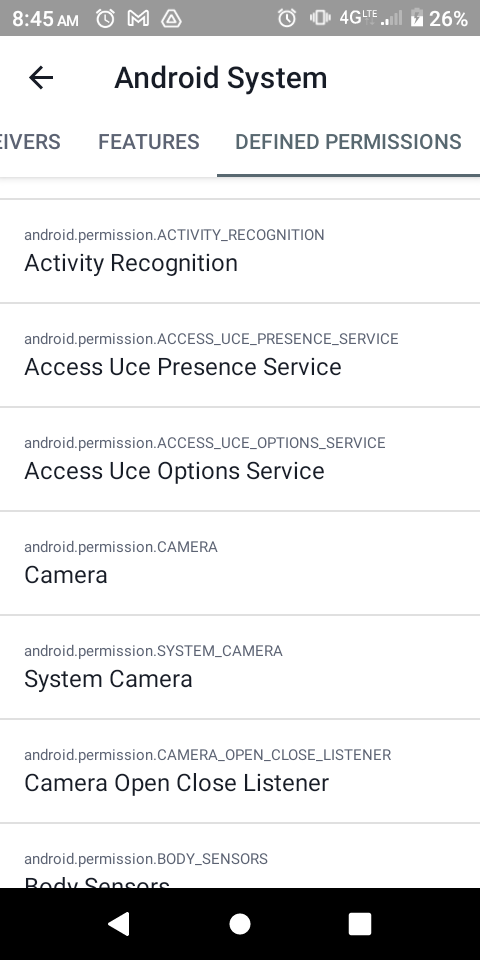 8:45 AM 4G LTE 26%
Android System
EIVERS FEATURES DEFINED PERMISSIONS
android.permission.ACTIVITY_RECOGNITION
Activity Recognition
android.permission.ACCESS_UCE_PRESENCE_SERVICE
Access Uce Presence Service
android.permission.ACCESS_UCE_OPTIONS_SERVICE
Access Uce Options Service
android.permission.CAMERA
Camera
android.permission.SYSTEM_CAMERA
System Camera
android.permission.CAMERA_OPEN_CLOSE_LISTENER
Camera Open Close Listener
android.permission.BODY_SENSORS
Body Sensors